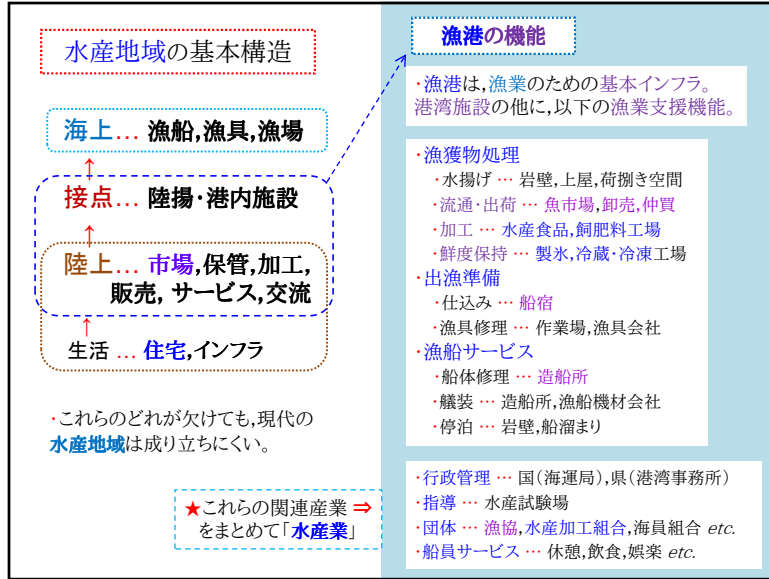 水産地域の基本構造
海上… 漁船,漁具,漁場
接点… 陸揚・港内施設
陸上… 市場,保管,加工,
販売, サービス,交流
生活 … 住宅,インフラ
・これらのどれが欠けても,現代の
水産地域は成り立ちにくい。
★これらの関連産業 ⇒
をまとめて「水産業」
漁港の機能
・漁港は,漁業のための基本インフラ。
港湾施設の他に,以下の漁業支援機能。
・漁獲物処理
・水揚げ … 岩壁,上屋,荷捌き空間
・流通・出荷 … 魚市場,卸売,仲買
・加工 … 水産食品,飼肥料工場
・鮮度保持 … 製氷,冷蔵・冷凍工場
・出漁準備
・仕込み … 船宿
・漁具修理 … 作業場,漁具会社
・漁船サービス
・船体修理 … 造船所
・艤装 … 造船所,漁船機材会社
・停泊 … 岩壁,船溜まり
・行政管理 … 国(海運局),県(港湾事務所)
・指導 … 水産試験場
・団体 … 漁協,水産加工組合,海員組合 etc.
・船員サービス … 休憩,飲食,娯楽 etc.